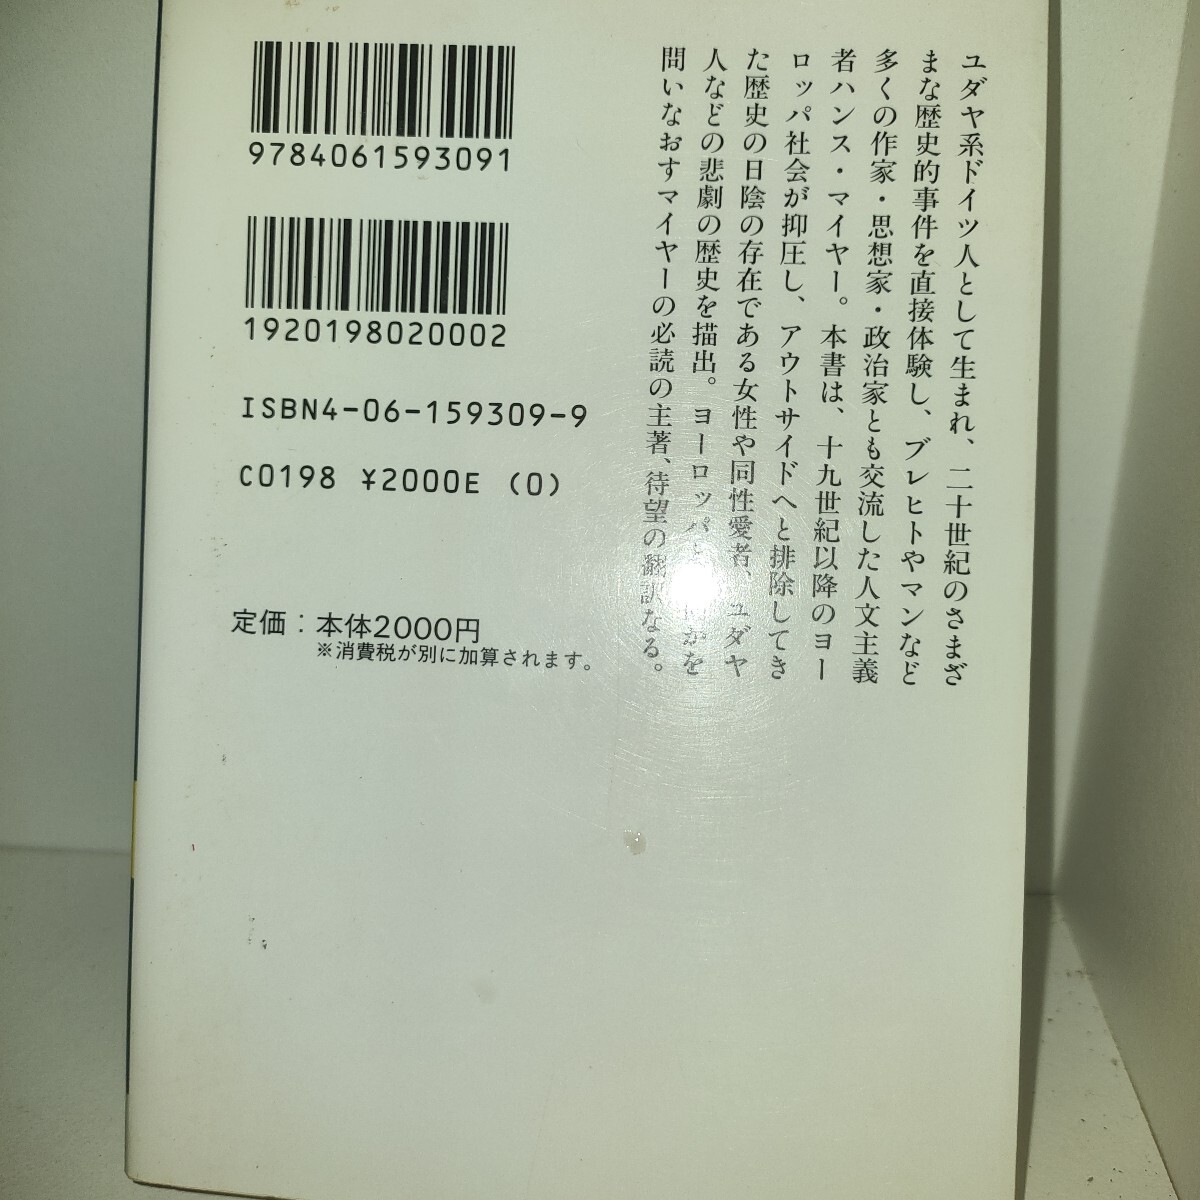 ユダヤ系ドイツ人として生まれ、二十世紀のさまざ
まな歴史的事件を直接体験し、ブレヒトやマンなど
多くの作家・思想家・政治家とも交流した人文主義
者ハンス・マイヤー。本書は、十九世紀以降のヨー
ロッパ社会が抑圧し、アウトサイドへと排除してき
た歴史の日陰の存在である女性や同性愛者、ユダヤ
人などの悲劇の歴史を描出。ヨーロッパと かを
問いなおすマイヤーの必読の主著、待望の翻訳なる。
9784061593091
1920198020002
ISBN4-06-159309-9
C0198 ¥2000E (0)
定価：本体2000円
※消費税が別に加算されます。